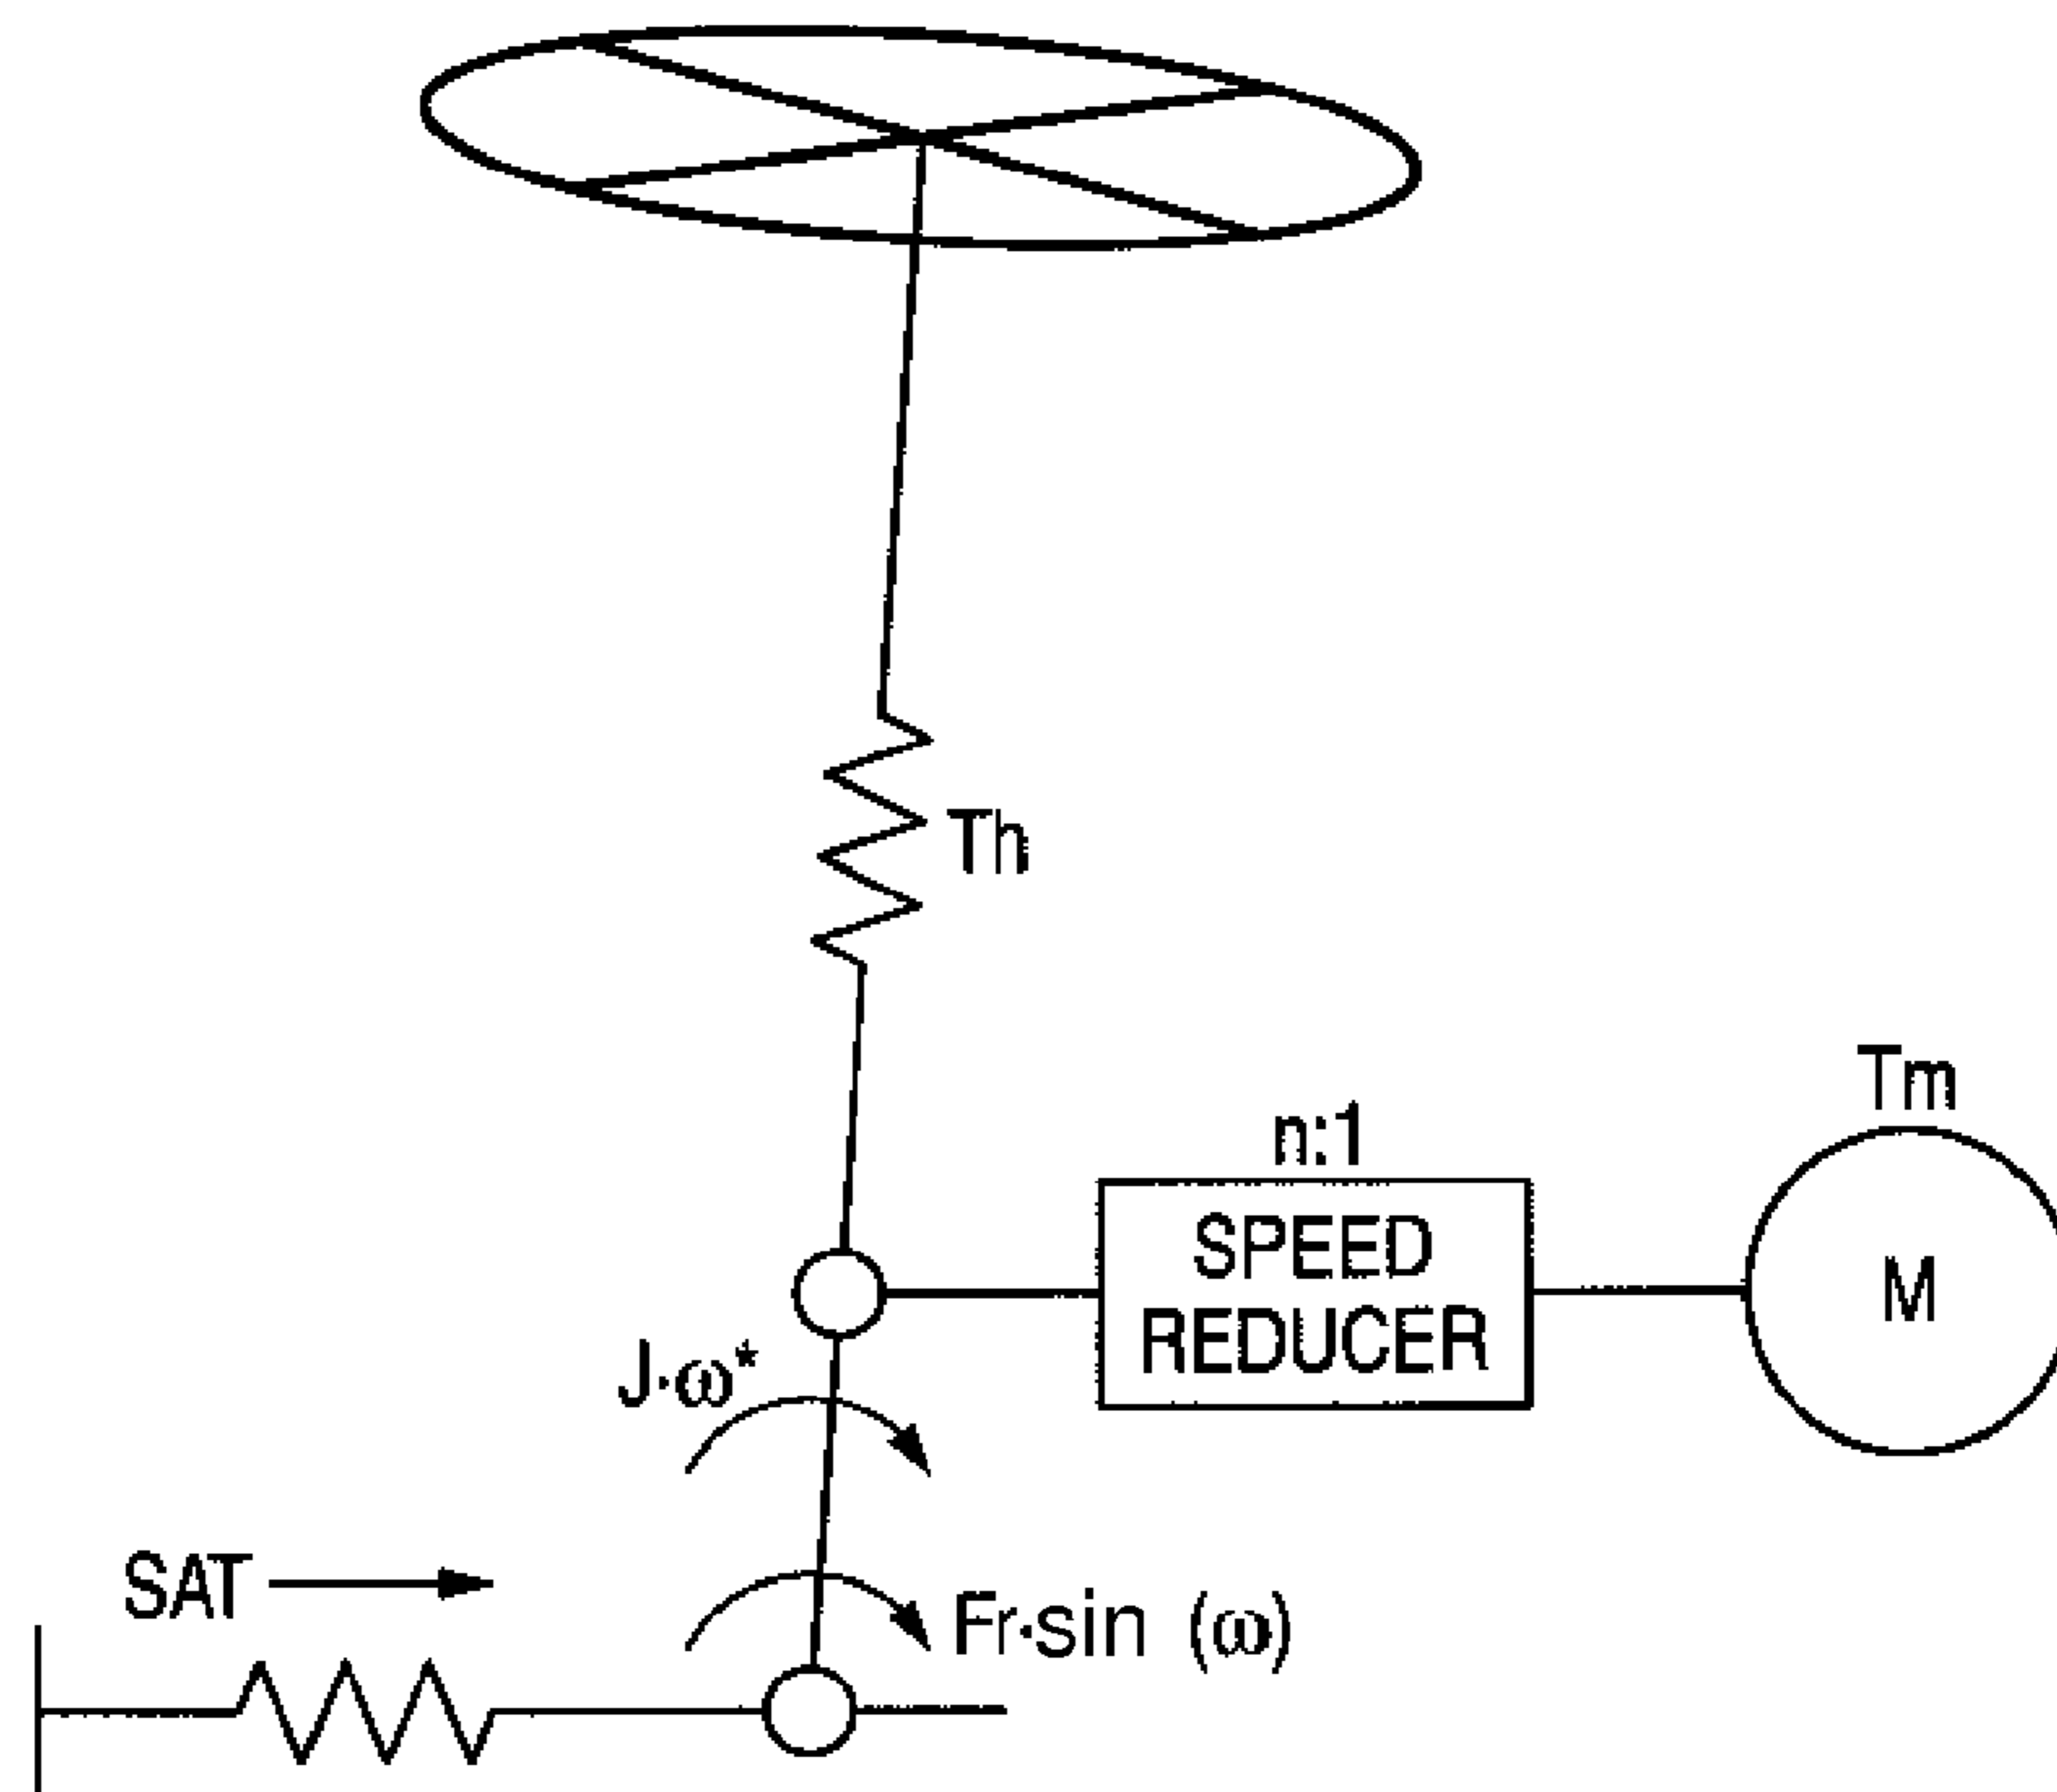 Th
Tm
n:1
SPEED
REDUCER
M
J·ω*
SAT
Fr·sin (ω)